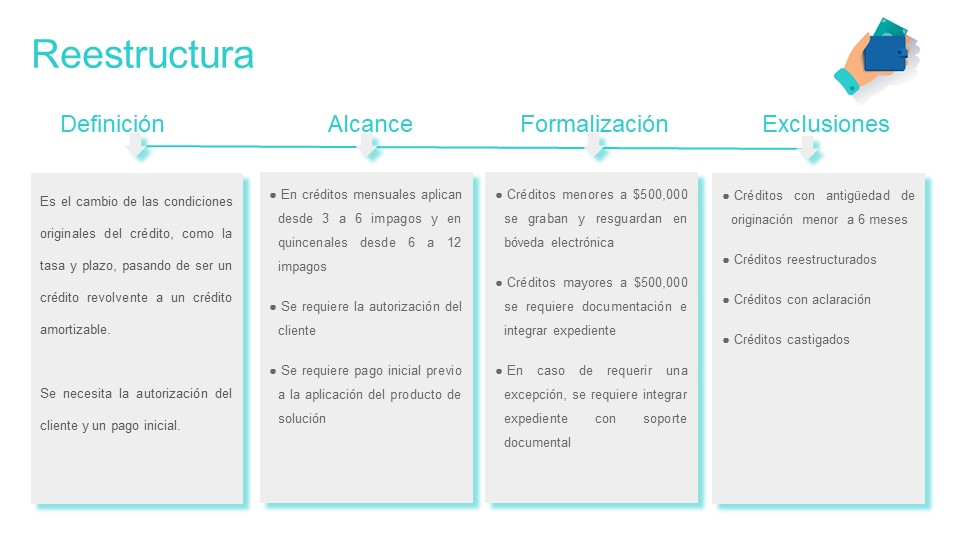 Reestructura
Definición
Alcance
Formalización
Exclusiones
Es el cambio de las condiciones
originales del crédito, como la
tasa y plazo, pasando de ser un
crédito revolvente a un crédito
amortizable.
Se necesita la autorización del
cliente y un pago inicial.
● En créditos mensuales aplican
desde 3 a 6 impagos y en
quincenales desde 6 a 12
impagos
● Se requiere la autorización del
cliente
● Se requiere pago inicial previo
a la aplicación del producto de
solución
● Créditos menores a $500,000
se graban y resguardan en
bóveda electrónica
● Créditos mayores a $500,000
se requiere documentación e
integrar expediente
● En caso de requerir una
excepción, se requiere integrar
expediente con soporte
documental
● Créditos con antigüedad de
originación menor a 6 meses
● Créditos reestructurados
● Créditos con aclaración
● Créditos castigados